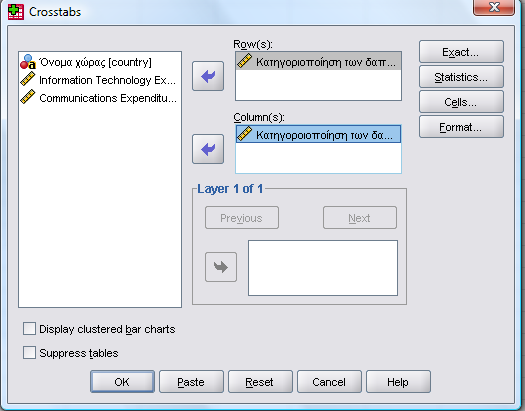 Crosstabs
Όνομα χώρας [country]
Information Technology Ex...
Communications Expenditu...
Row(s):
Κατηγοριοποίηση των δαπ...
Column(s):
Κατηγοροιοποίηση των δα...
Layer 1 of 1
Previous
Next
Exact...
Statistics...
Cells...
Format...
Display clustered bar charts
Suppress tables
OK
Paste
Reset
Cancel
Help